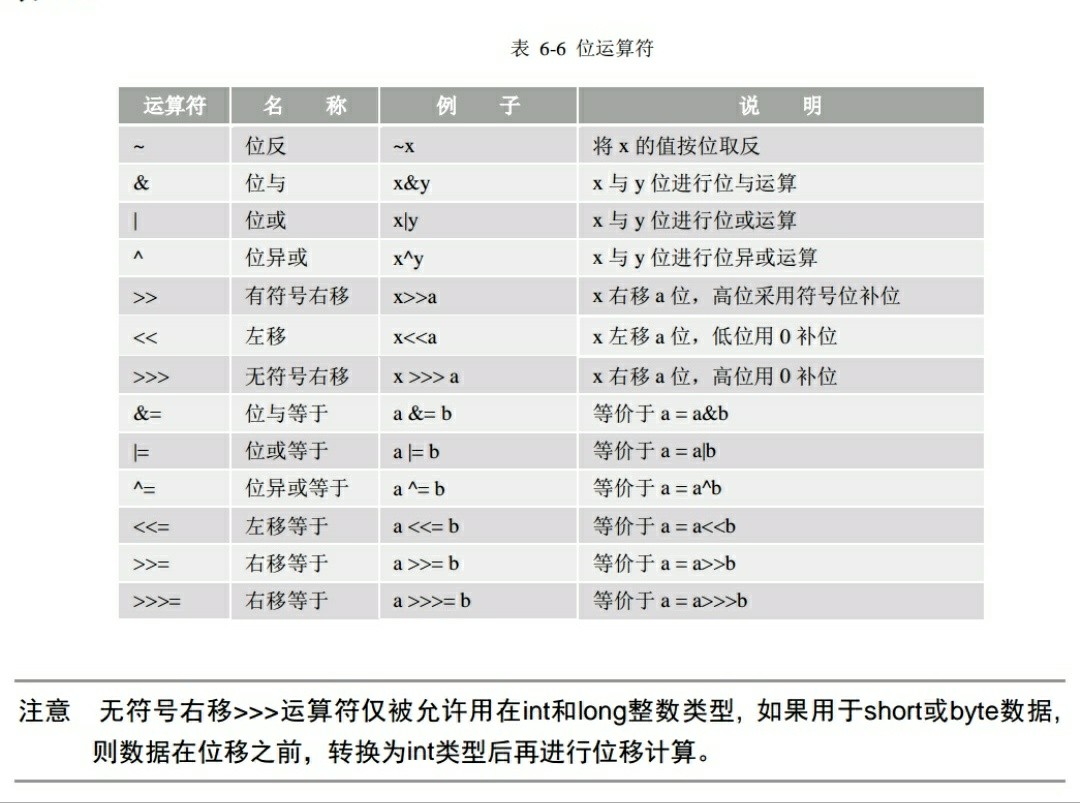 表 6-6 位运算符
运算符 名 称 例 子 说 明
~ 位反 ~x 将 x 的值按位取反
& 位与 x&y x 与 y 位进行位与运算
| 位或 x|y x 与 y 位进行位或运算
^ 位异或 x^y x 与 y 位进行位异或运算
>> 有符号右移 x>>a x 右移 a 位，高位采用符号位补位
<< 左移 x<<a x 左移 a 位，低位用 0 补位
>>> 无符号右移 x >>> a x 右移 a 位，高位用 0 补位
&= 位与等于 a &= b 等价于 a = a&b
|= 位或等于 a |= b 等价于 a = a|b
^= 位异或等于 a ^= b 等价于 a = a^b
<<= 左移等于 a <<= b 等价于 a = a<<b
>>= 右移等于 a >>= b 等价于 a = a>>b
>>>= 右移等于 a >>>= b 等价于 a = a>>>b
注意 无符号右移>>>运算符仅被允许用在int和long整数类型，如果用于short或byte数据，
则数据在位移之前，转换为int类型后再进行位移计算。